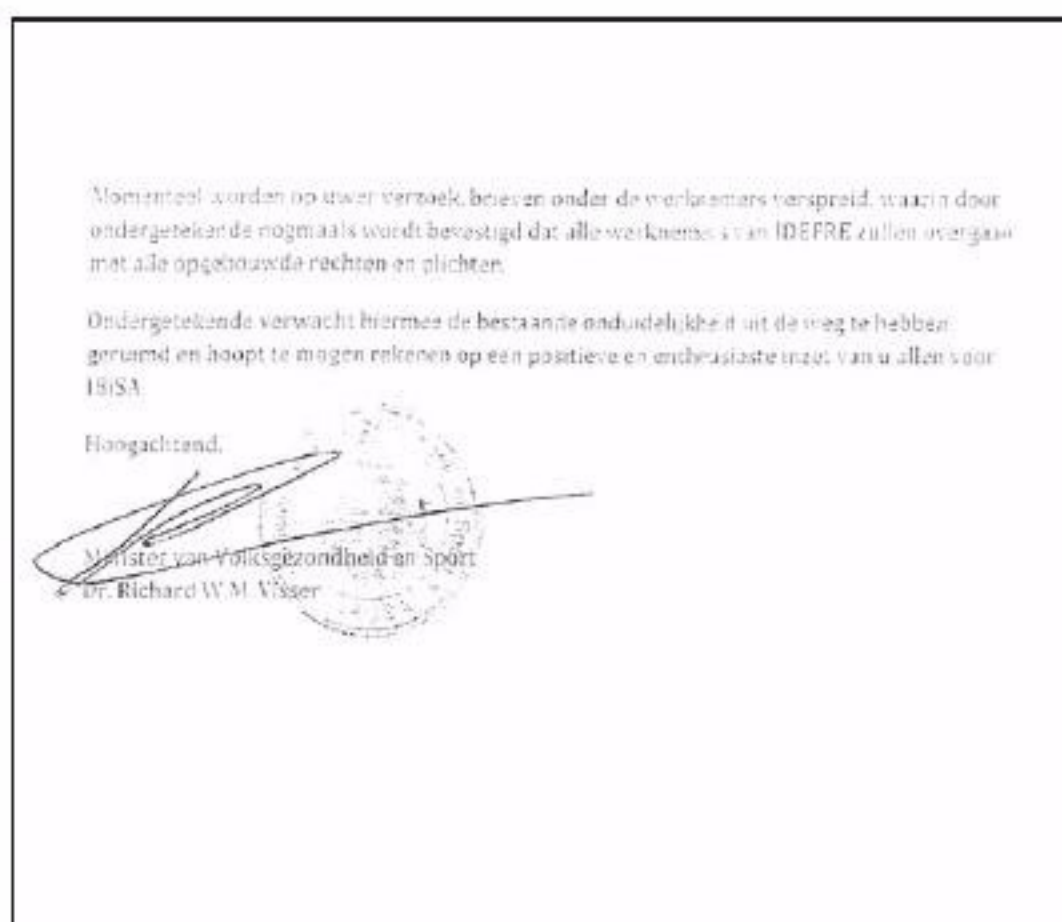 Momenteel worden op uwer verzoek, brieven onder de werknemers verspreid, waarin door
ondergetekende nogmaals wordt bevestigd dat alle werknemers van IDEFRE zullen overgaan
met alle opgebouwde rechten en plichten.
Ondergetekende verwacht hiermee de bestaande onduidelijkheid uit de weg te hebben
geruimd en hoopt te mogen rekenen op een positieve en enthousiaste inzet van u allen voor
IBiSA.
Hoogachtend,
Minister van Volksgezondheid en Sport
Dr. Richard W.M. Visser